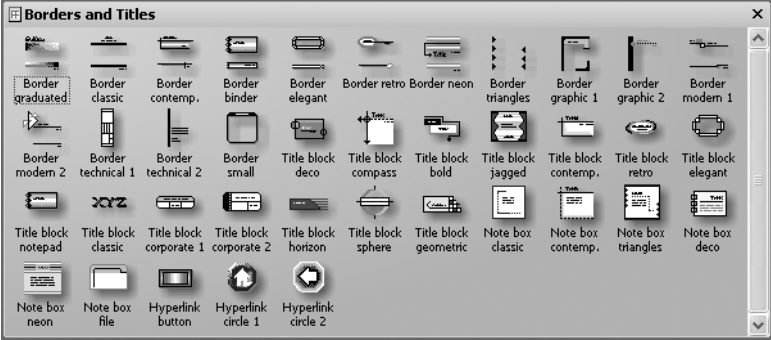 Borders and Titles
Border graduated
Border classic
Border contemp.
Border binder
Border elegant
Border retro
Border neon
Border triangles
Border graphic 1
Border graphic 2
Border modern 1
Border modern 2
Border technical 1
Border technical 2
Border small
Title block deco
Title block compass
Title block bold
Title block jagged
Title block contemp.
Title block retro
Title block elegant
Title block notepad
Title block classic
Title block corporate 1
Title block corporate 2
Title block horizon
Title block sphere
Title block geometric
Note box classic
Note box contemp.
Note box triangles
Note box deco
Note box neon
Note box file
Hyperlink button
Hyperlink circle 1
Hyperlink circle 2